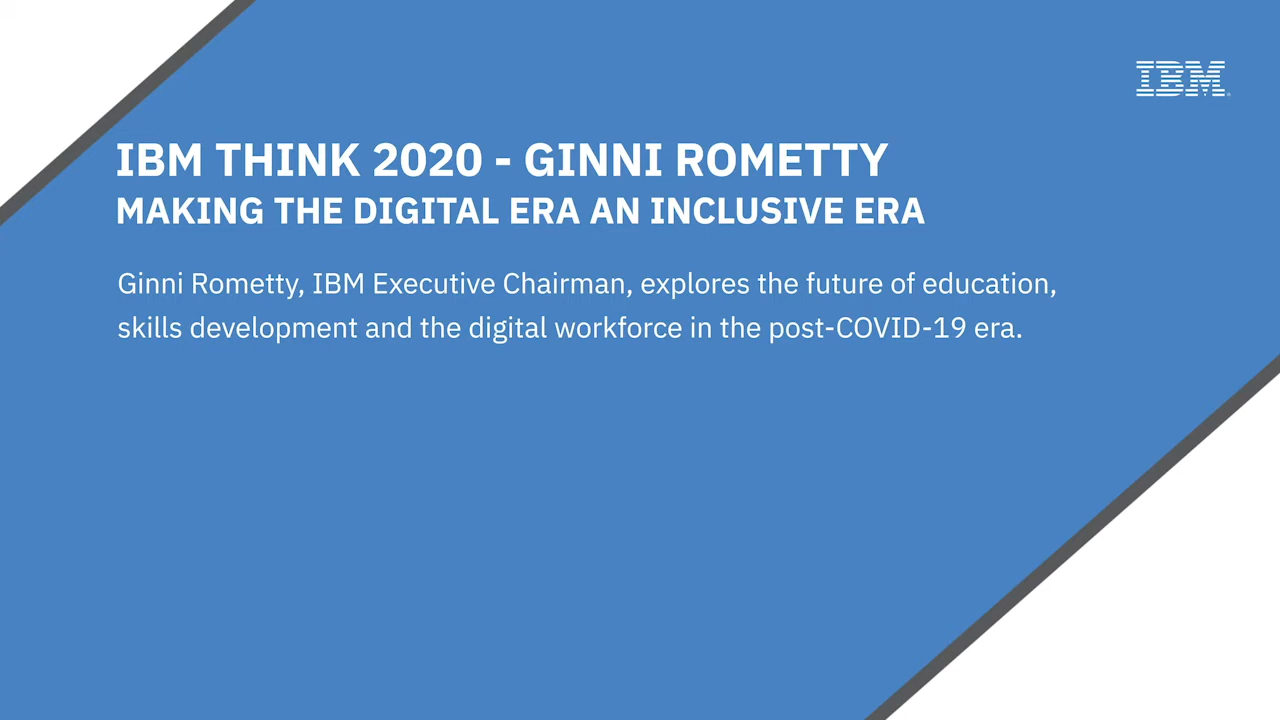 IBM
IBM THINK 2020 - GINNI ROMETTY
MAKING THE DIGITAL ERA AN INCLUSIVE ERA
Ginni Rometty, IBM Executive Chairman, explores the future of education,
skills development and the digital workforce in the post-COVID-19 era.